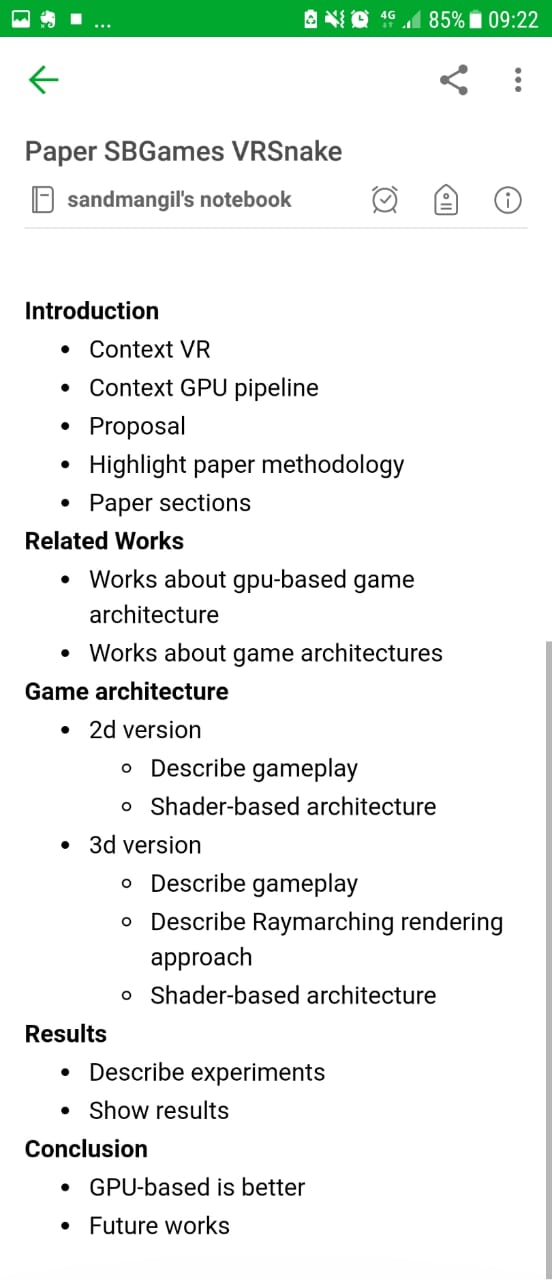 ... 4G 85% 09:22
Paper SBGames VRSnake
sandmangil's notebook
Introduction
• Context VR
• Context GPU pipeline
• Proposal
• Highlight paper methodology
• Paper sections
Related Works
• Works about gpu-based game
architecture
• Works about game architectures
Game architecture
• 2d version
◦ Describe gameplay
◦ Shader-based architecture
• 3d version
◦ Describe gameplay
◦ Describe Raymarching rendering
approach
◦ Shader-based architecture
Results
• Describe experiments
• Show results
Conclusion
• GPU-based is better
• Future works